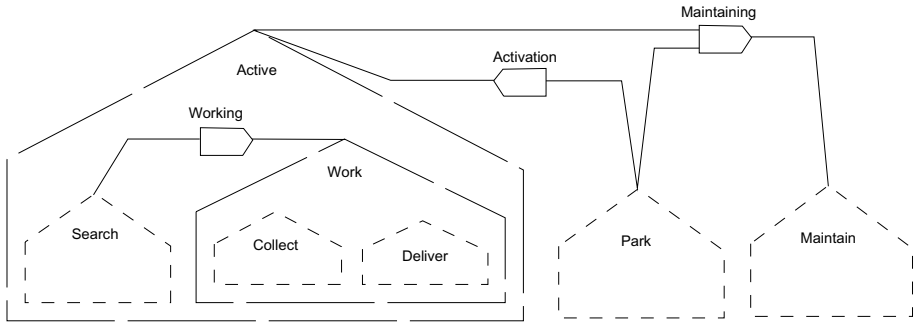 Maintaining
Activation
Active
Working
Work
Search
Collect
Deliver
Park
Maintain